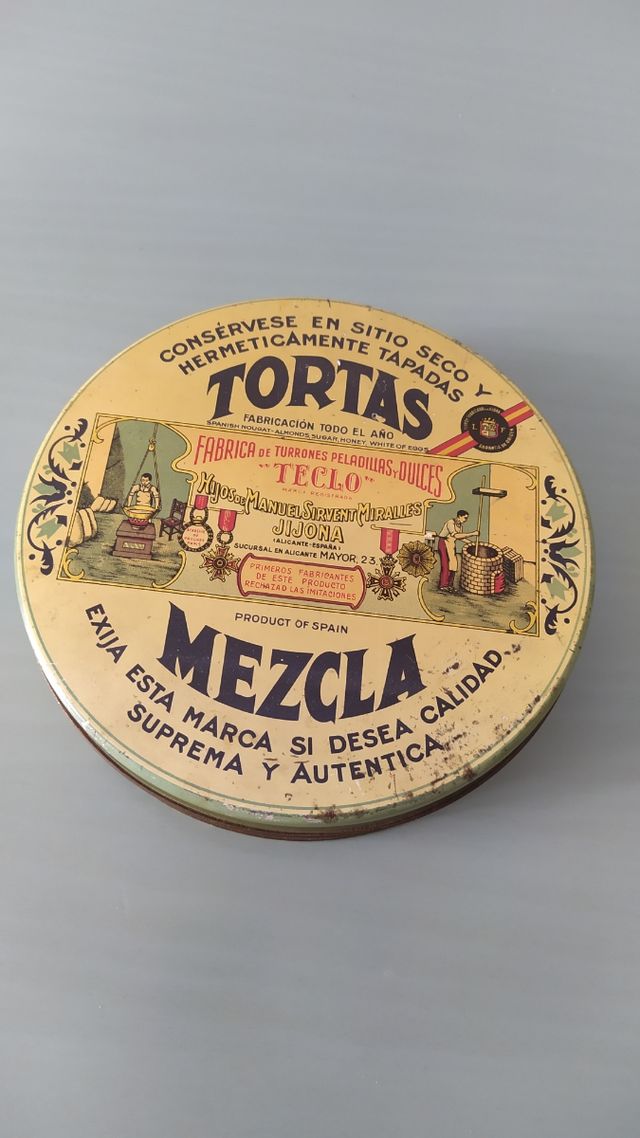 CONSÉRVESE EN SITIO SECO Y
HERMETICAMENTE TAPADAS
TORTAS
FABRICACIÓN TODO EL AÑO
SPANISH NOUGAT-ALMONDS, SUGAR, HONEY, WHITE OF EGGS
FABRICA DE TURRONES PELADILLAS Y DULCES
"TECLO"
MARCA REGISTRADA
HIJOS DE MANUEL SIRVENT MIRALLES
JIJONA
(ALICANTE-ESPAÑA)
SUCURSAL EN ALICANTE MAYOR, 23
PRIMEROS FABRICANTES
DE ESTE PRODUCTO
RECHAZAD LAS IMITACIONES
PRODUCT OF SPAIN
MEZCLA
EXIJA ESTA MARCA SI DESEA CALIDAD
SUPREMA Y AUTENTICA